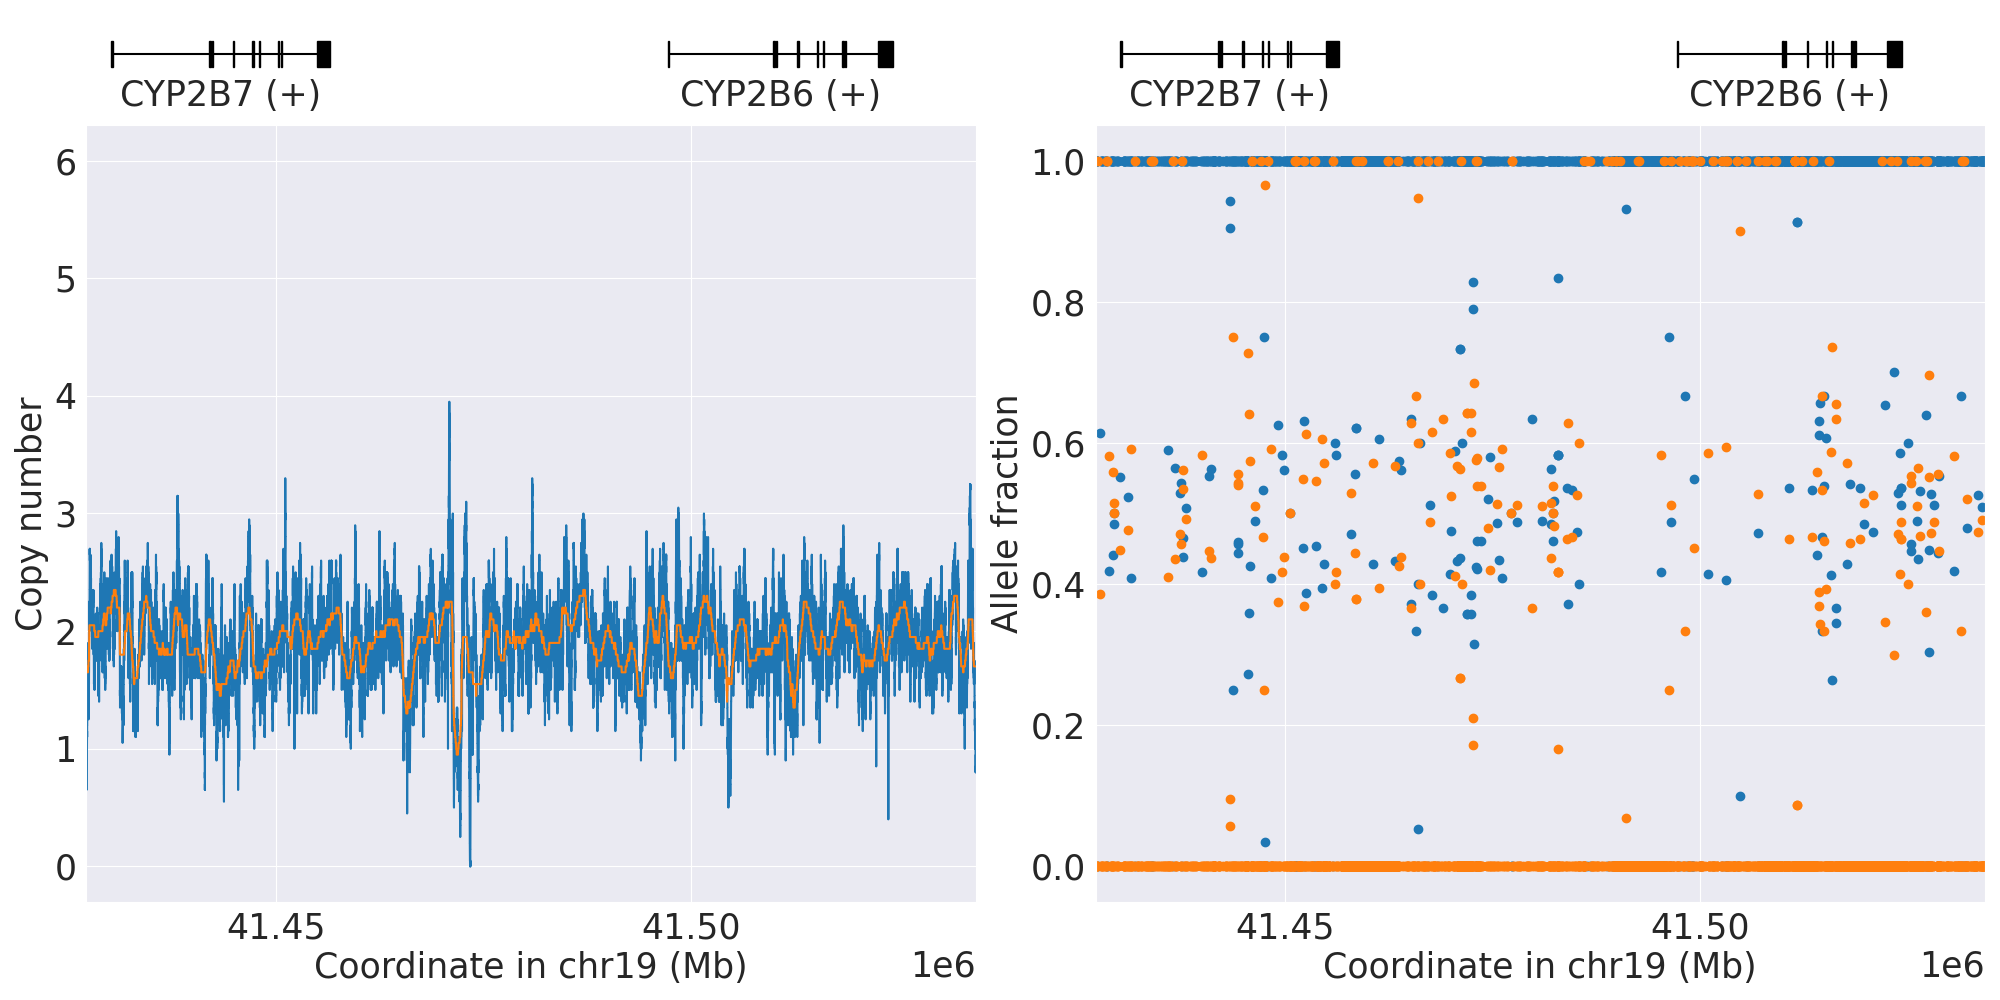 CYP2B7 (+)
CYP2B6 (+)
6
5
4
3
2
1
0
Copy number
41.45
41.50
Coordinate in chr19 (Mb)
1e6
CYP2B7 (+)
CYP2B6 (+)
1.0
0.8
0.6
0.4
0.2
0.0
Allele fraction
41.45
41.50
Coordinate in chr19 (Mb)
1e6